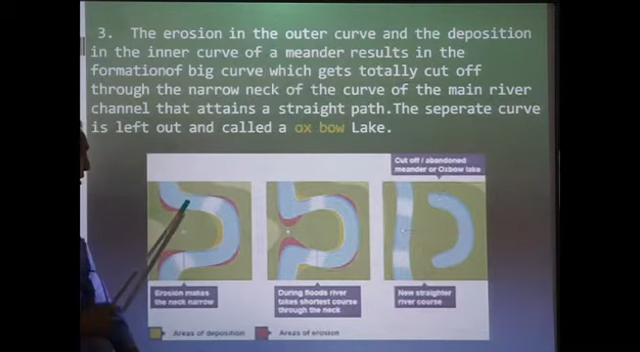 3. The erosion in the outer curve and the deposition
in the inner curve of a meander results in the
formationof big curve which gets totally cut off
through the narrow neck of the curve of the main river
channel that attains a straight path.The seperate curve
is left out and called a ox bow Lake.
Cut off / abandoned
meander or Oxbow lake
Erosion makes
the neck narrow
During floods river
takes shortest course
through the neck
New straighter
river course
Areas of deposition
Areas of erosion